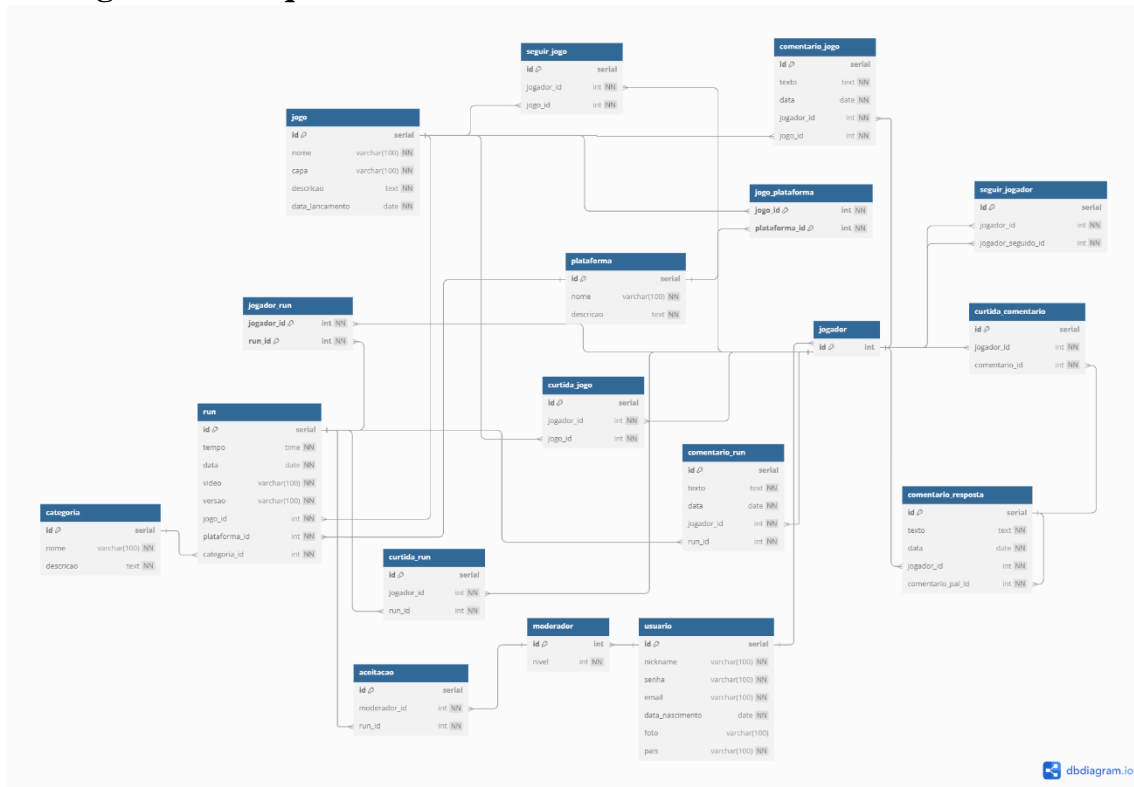 seguir_jogo
id serial
jogador_id int NN
jogo_id int NN
comentario_jogo
id serial
texto text NN
data date NN
jogador_id int NN
jogo_id int NN
jogo
id serial
nome varchar(100) NN
capa varchar(100) NN
descricao text NN
data_lancamento date NN
jogo_plataforma
jogo_id int NN
plataforma_id int NN
seguir_jogador
id serial
jogador_id int NN
jogador_seguido_id int NN
plataforma
id serial
nome varchar(100) NN
descricao text NN
jogador_run
jogador_id int NN
run_id int NN
jogador
id int
curtida_comentario
id serial
jogador_id int NN
comentario_id int NN
curtida_jogo
id serial
jogador_id int NN
jogo_id int NN
run
id serial
tempo time NN
data date NN
video varchar(100) NN
versao varchar(100) NN
jogo_id int NN
plataforma_id int NN
categoria_id int NN
comentario_run
id serial
texto text NN
data date NN
jogador_id int NN
run_id int NN
comentario_resposta
id serial
texto text NN
data date NN
jogador_id int NN
comentario_pai_id int NN
categoria
id serial
nome varchar(100) NN
descricao text NN
curtida_run
id serial
jogador_id int NN
run_id int NN
moderador
id int
nivel int NN
usuario
id serial
nickname varchar(100) NN
senha varchar(100) NN
email varchar(100) NN
data_nascimento date NN
foto varchar(100)
pais varchar(100) NN
aceitacao
id serial
moderador_id int NN
run_id int NN
dbdiagram.io